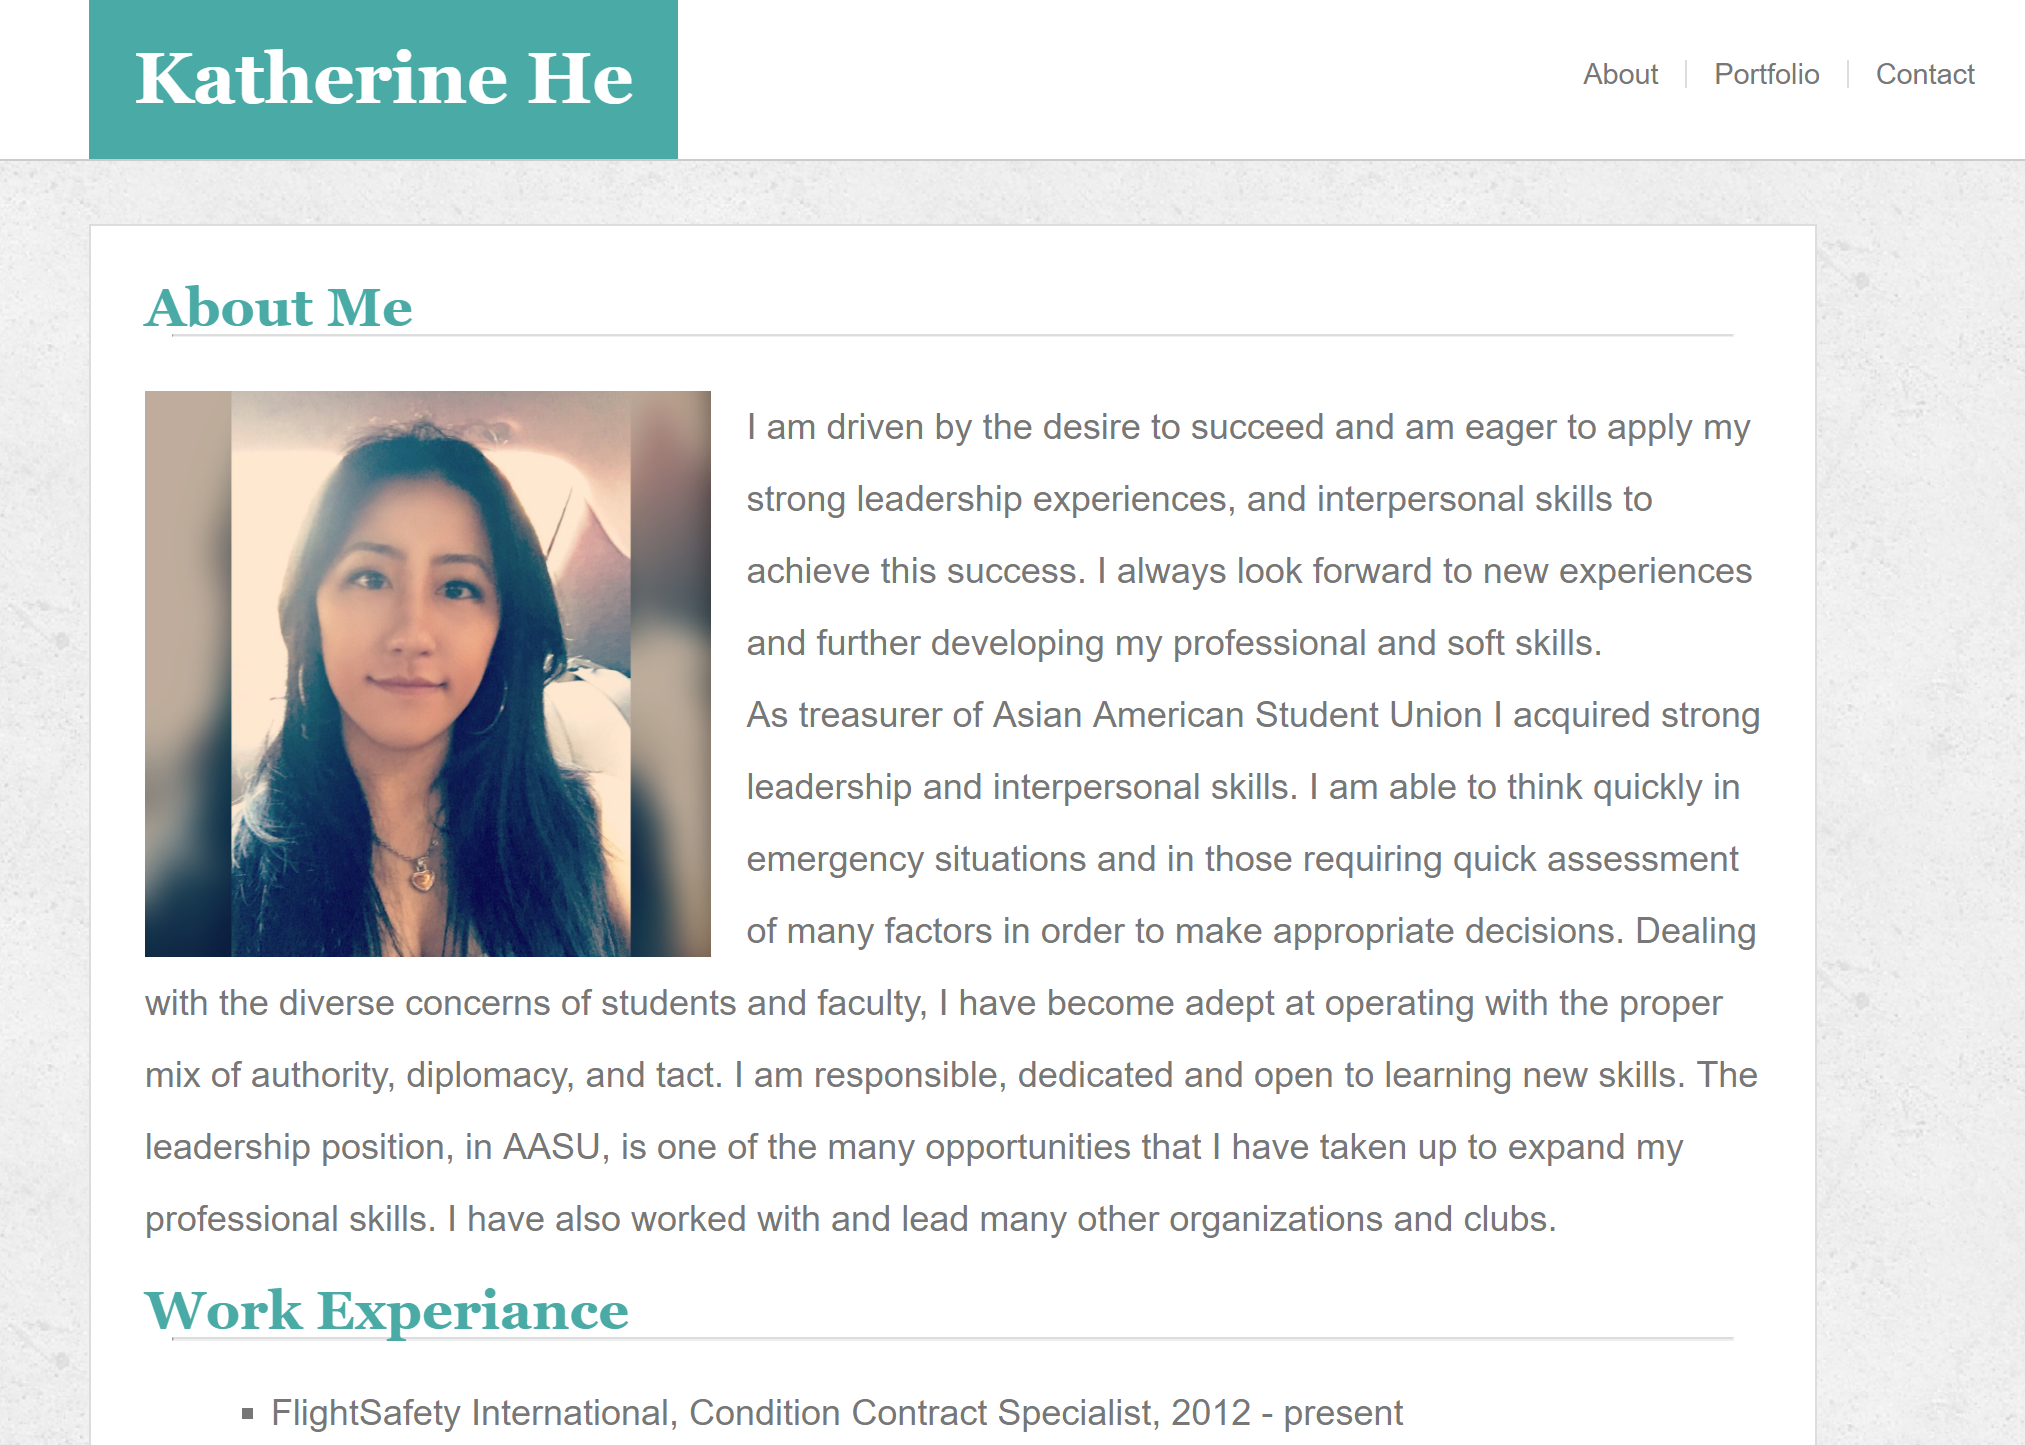 Katherine He
About
Portfolio
Contact
About Me
I am driven by the desire to succeed and am eager to apply my
strong leadership experiences, and interpersonal skills to
achieve this success. I always look forward to new experiences
and further developing my professional and soft skills.
As treasurer of Asian American Student Union I acquired strong
leadership and interpersonal skills. I am able to think quickly in
emergency situations and in those requiring quick assessment
of many factors in order to make appropriate decisions. Dealing
with the diverse concerns of students and faculty, I have become adept at operating with the proper
mix of authority, diplomacy, and tact. I am responsible, dedicated and open to learning new skills. The
leadership position, in AASU, is one of the many opportunities that I have taken up to expand my
professional skills. I have also worked with and lead many other organizations and clubs.
Work Experiance
FlightSafety International, Condition Contract Specialist, 2012 - present